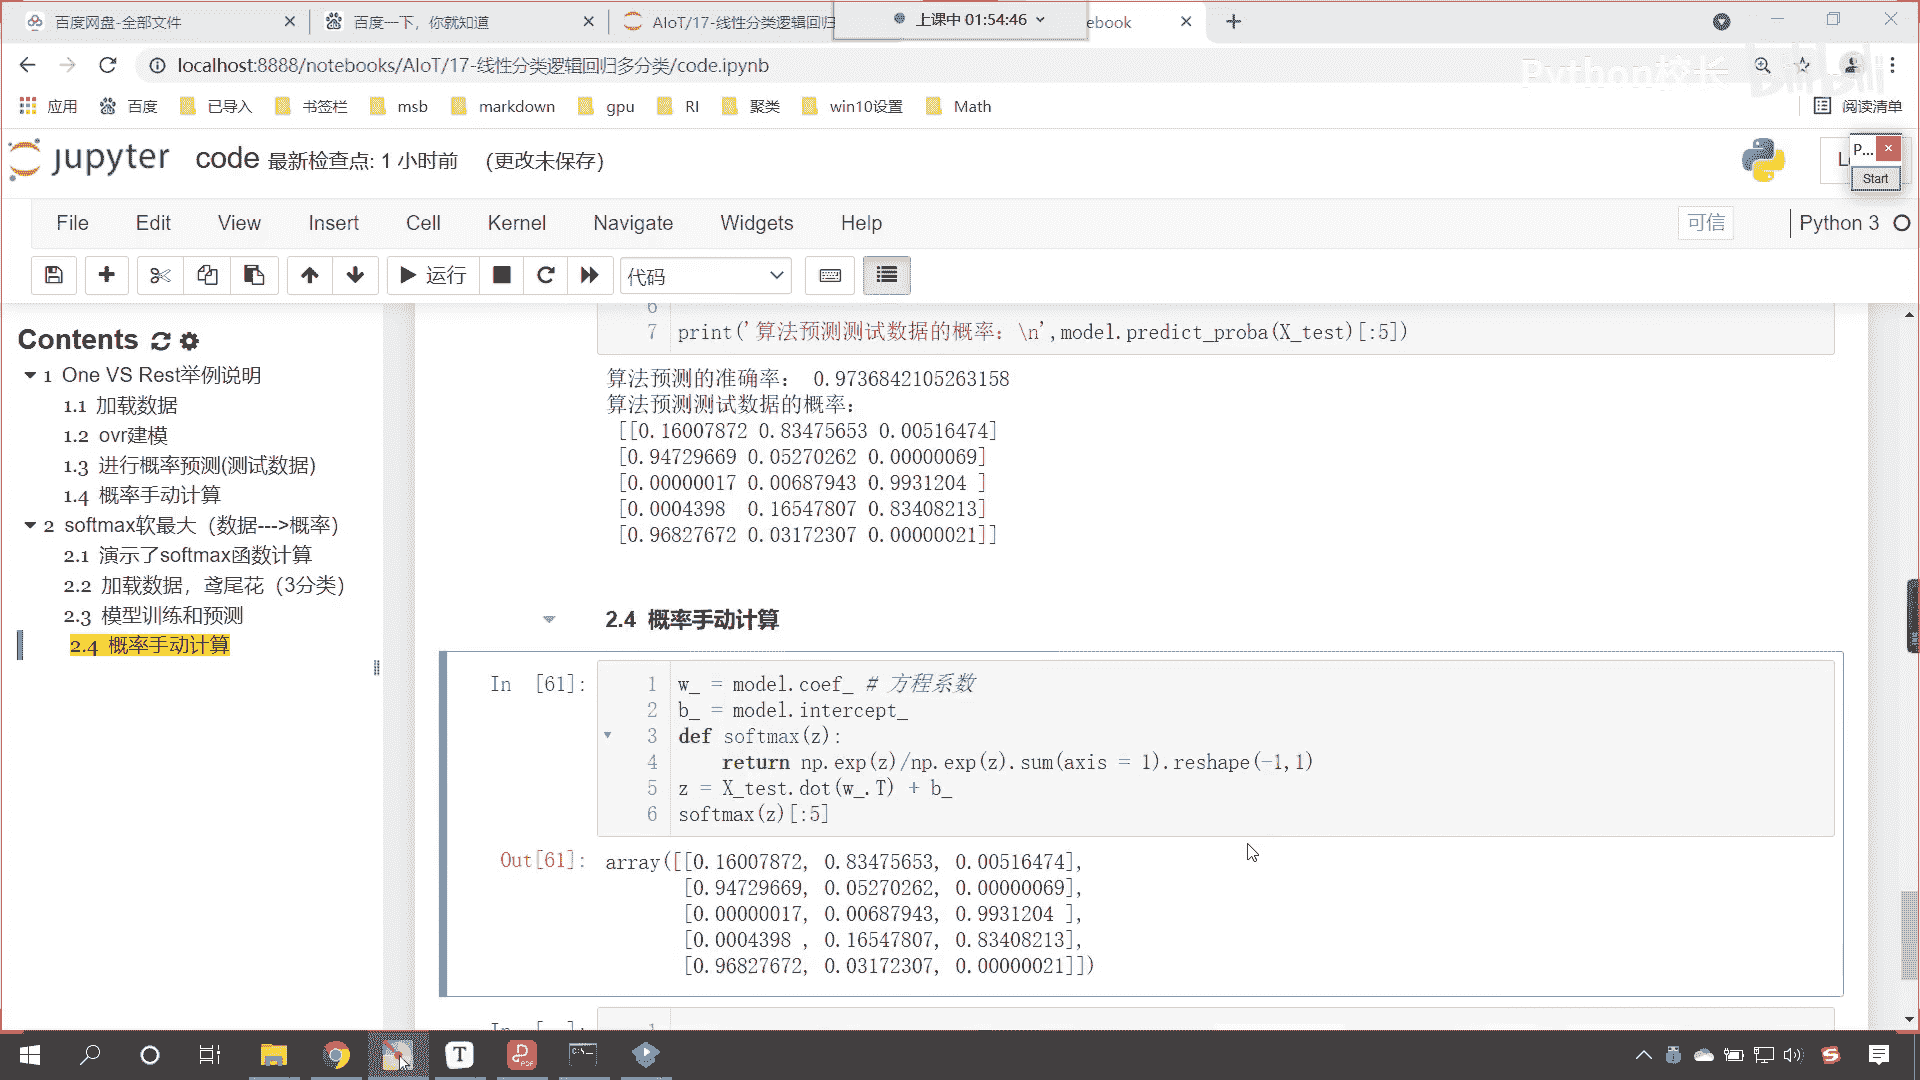 百度网盘-全部文件
百度一下，你就知道
AIoT/17-线性分类逻辑回归
上课中 01:54:46
ebook
localhost:8888/notebooks/AIoT/17-线性分类逻辑回归多分类/code.ipynb
Python校长
bilibili
应用
百度
已导入
书签栏
msb
markdown
gpu
RI
聚类
win10设置
Math
阅读清单
jupyter
code 最新检查点: 1 小时前 (更改未保存)
P...
Start
File
Edit
View
Insert
Cell
Kernel
Navigate
Widgets
Help
可信
Python 3
运行
代码
Contents
1 One VS Rest举例说明
1.1 加载数据
1.2 ovr建模
1.3 进行概率预测(测试数据)
1.4 概率手动计算
2 softmax软最大（数据--->概率）
2.1 演示了softmax函数计算
2.2 加载数据，鸢尾花（3分类）
2.3 模型训练和预测
2.4 概率手动计算
6
7 print('算法预测测试数据的概率：\n',model.predict_proba(X_test)[:5])
算法预测的准确率： 0.9736842105263158
算法预测测试数据的概率：
[[0.16007872 0.83475653 0.00516474]
[0.94729669 0.05270262 0.00000069]
[0.00000017 0.00687943 0.9931204 ]
[0.0004398  0.16547807 0.83408213]
[0.96827672 0.03172307 0.00000021]]
2.4 概率手动计算
In [61]:
1 w_ = model.coef_ # 方程系数
2 b_ = model.intercept_
3 def softmax(z):
4     return np.exp(z)/np.exp(z).sum(axis = 1).reshape(-1,1)
5 z = X_test.dot(w_.T) + b_
6 softmax(z)[:5]
Out[61]:
array([[0.16007872, 0.83475653, 0.00516474],
[0.94729669, 0.05270262, 0.00000069],
[0.00000017, 0.00687943, 0.9931204 ],
[0.0004398 , 0.16547807, 0.83408213],
[0.96827672, 0.03172307, 0.00000021]])
In [ ]:
1